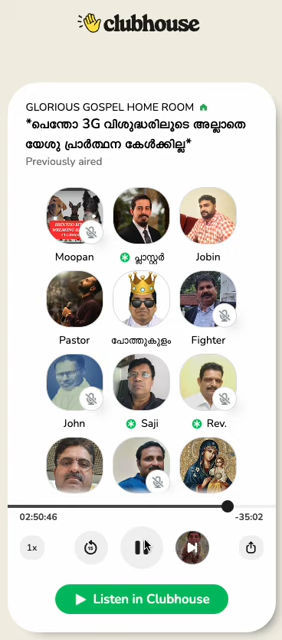 clubhouse
GLORIOUS GOSPEL HOME ROOM
*പെന്തോ 3G വിശുദ്ധരിലൂടെ അല്ലാതെ
യേശു പ്രാർത്ഥന കേൾക്കില്ല*
Previously aired
Moopan
പ്ലാസ്റ്റർ
Jobin
Pastor
പോത്തുകുളം
Fighter
John
Saji
Rev.
02:50:46
-35:02
1x
15
Listen in Clubhouse